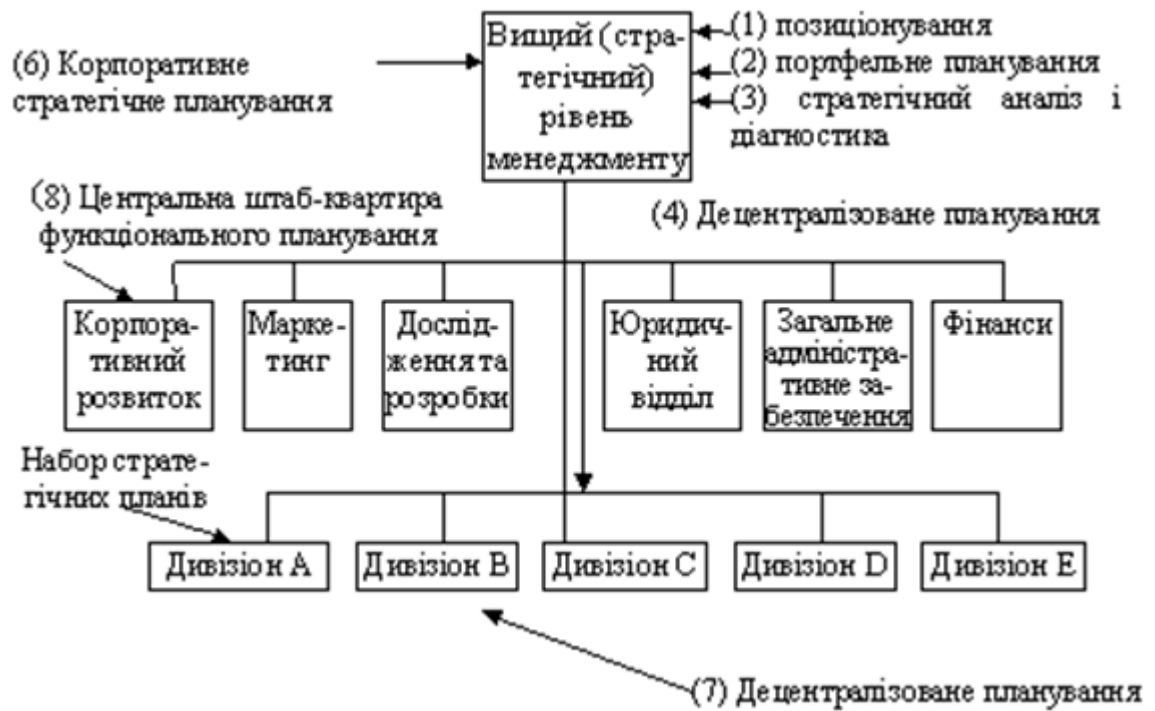 Вищий (стра-
тегічний)
рівень
менеджменту
(1) позиціонування
(2) портфельне планування
(3) стратегічний аналіз і
діагностика
(6) Корпоративне
стратегічне планування
(8) Центральна штаб-квартира
функціонального планування
(4) Децентралізоване планування
Корпора-
тивний
розвиток
Марке-
тинг
Дослід-
ження та
розробки
Юридич-
ний
відділ
Загальне
адміністра-
тивне за-
безпечення
Фінанси
Набор страте-
гічних планів
Дивізіон A
Дивізіон B
Дивізіон C
Дивізіон D
Дивізіон E
(7) Децентралізоване планування